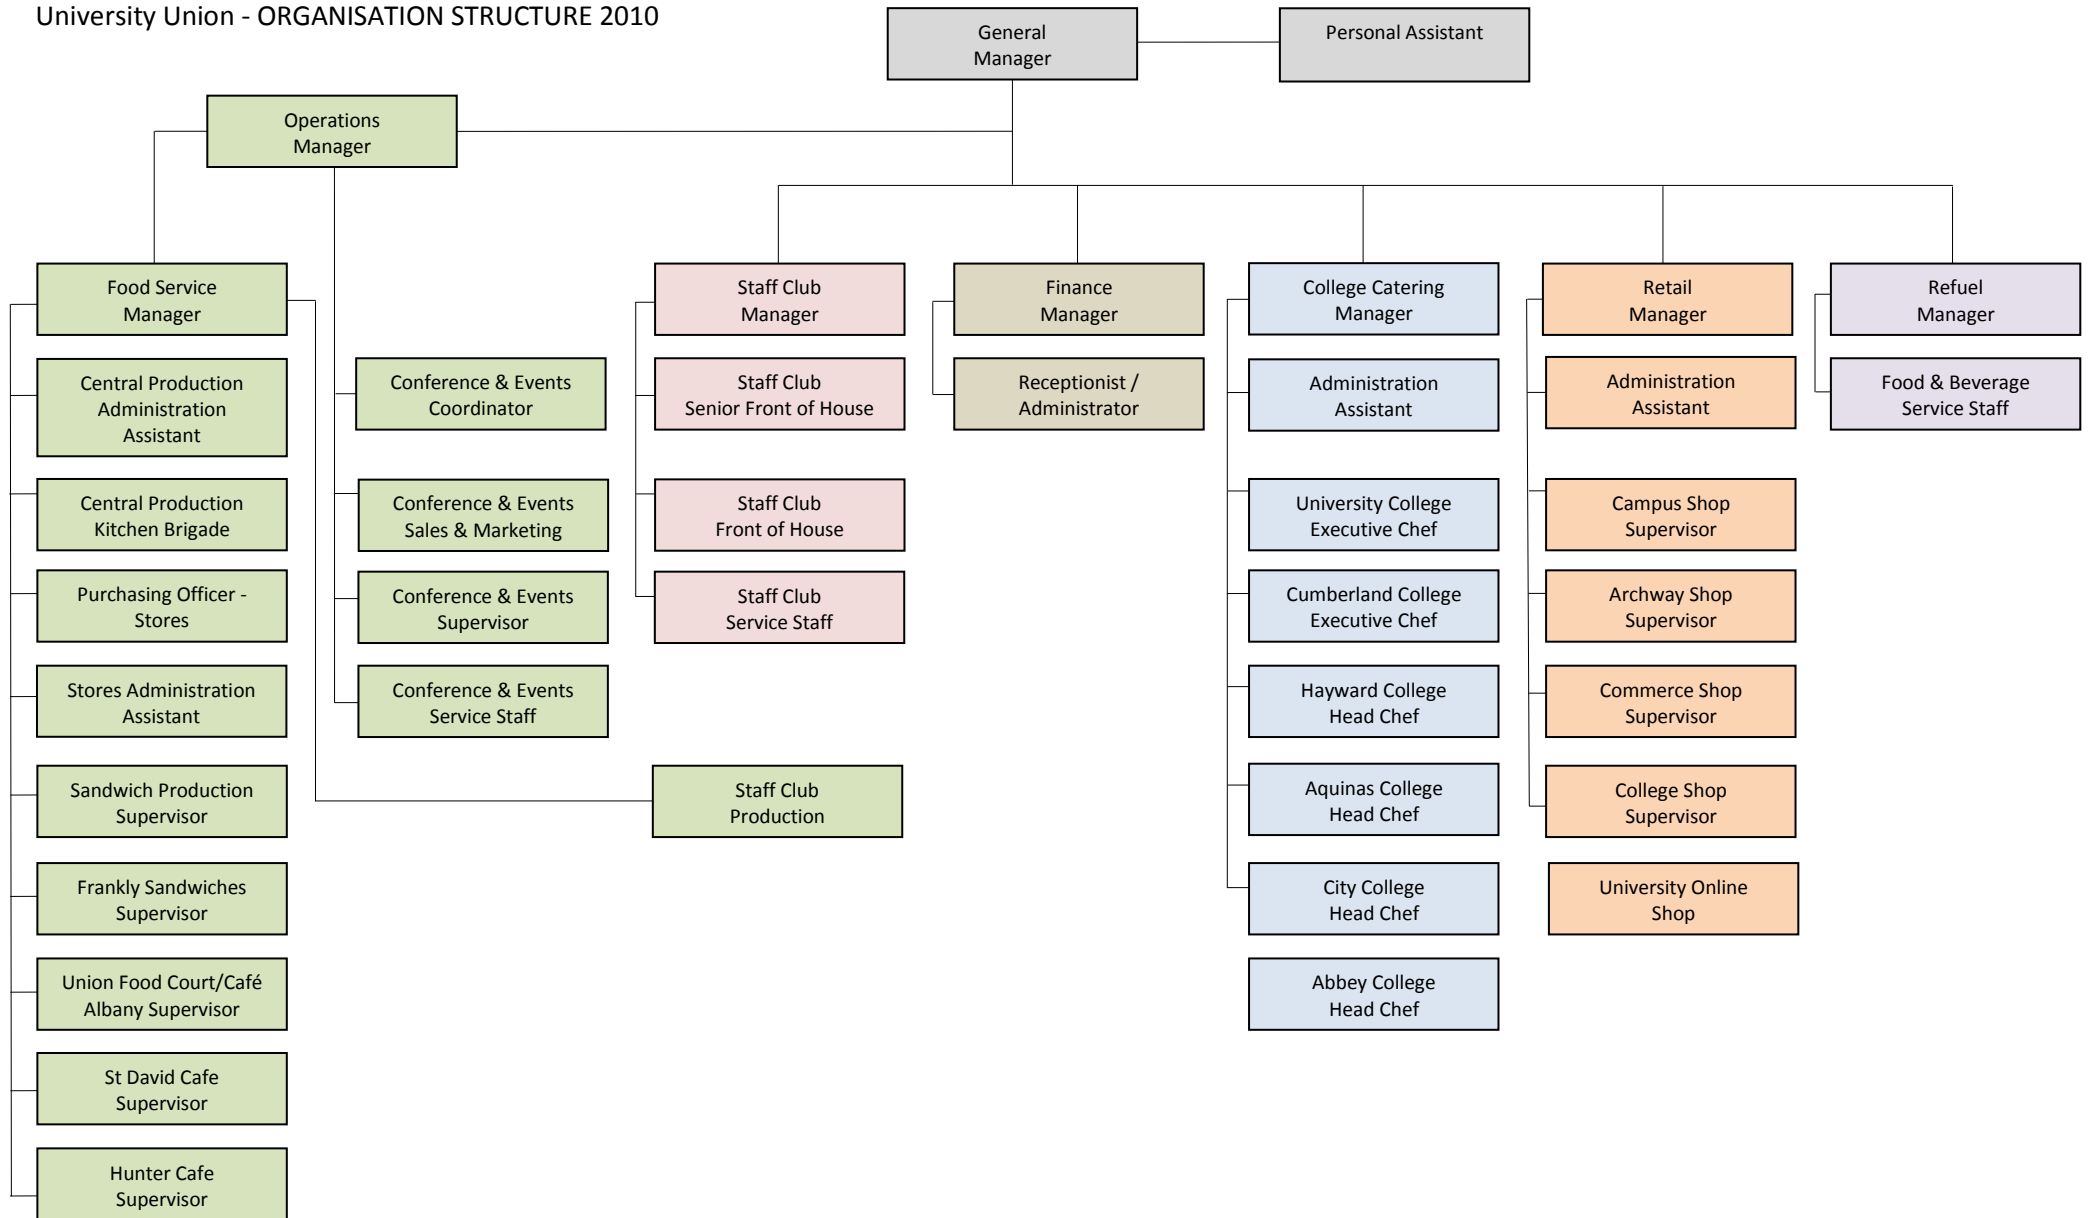 University Union - ORGANISATION STRUCTURE 2010
General
Manager
Personal Assistant
Operations
Manager
Food Service
Manager
Central Production
Administration
Assistant
Central Production
Kitchen Brigade
Purchasing Officer -
Stores
Stores Administration
Assistant
Sandwich Production
Supervisor
Frankly Sandwiches
Supervisor
Union Food Court/Café
Albany Supervisor
St David Cafe
Supervisor
Hunter Cafe
Supervisor
Conference & Events
Coordinator
Conference & Events
Sales & Marketing
Conference & Events
Supervisor
Conference & Events
Service Staff
Staff Club
Manager
Staff Club
Senior Front of House
Staff Club
Front of House
Staff Club
Service Staff
Staff Club
Production
Finance
Manager
Receptionist /
Administrator
College Catering
Manager
Administration
Assistant
University College
Executive Chef
Cumberland College
Executive Chef
Hayward College
Head Chef
Aquinas College
Head Chef
City College
Head Chef
Abbey College
Head Chef
Retail
Manager
Administration
Assistant
Campus Shop
Supervisor
Archway Shop
Supervisor
Commerce Shop
Supervisor
College Shop
Supervisor
University Online
Shop
Refuel
Manager
Food & Beverage
Service Staff